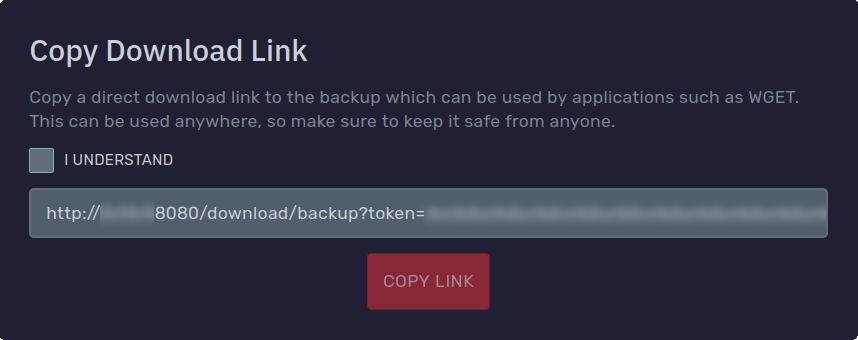 Copy Download Link
Copy a direct download link to the backup which can be used by applications such as WGET.
This can be used anywhere, so make sure to keep it safe from anyone.
I UNDERSTAND
http://8080/download/backup?token=
COPY LINK